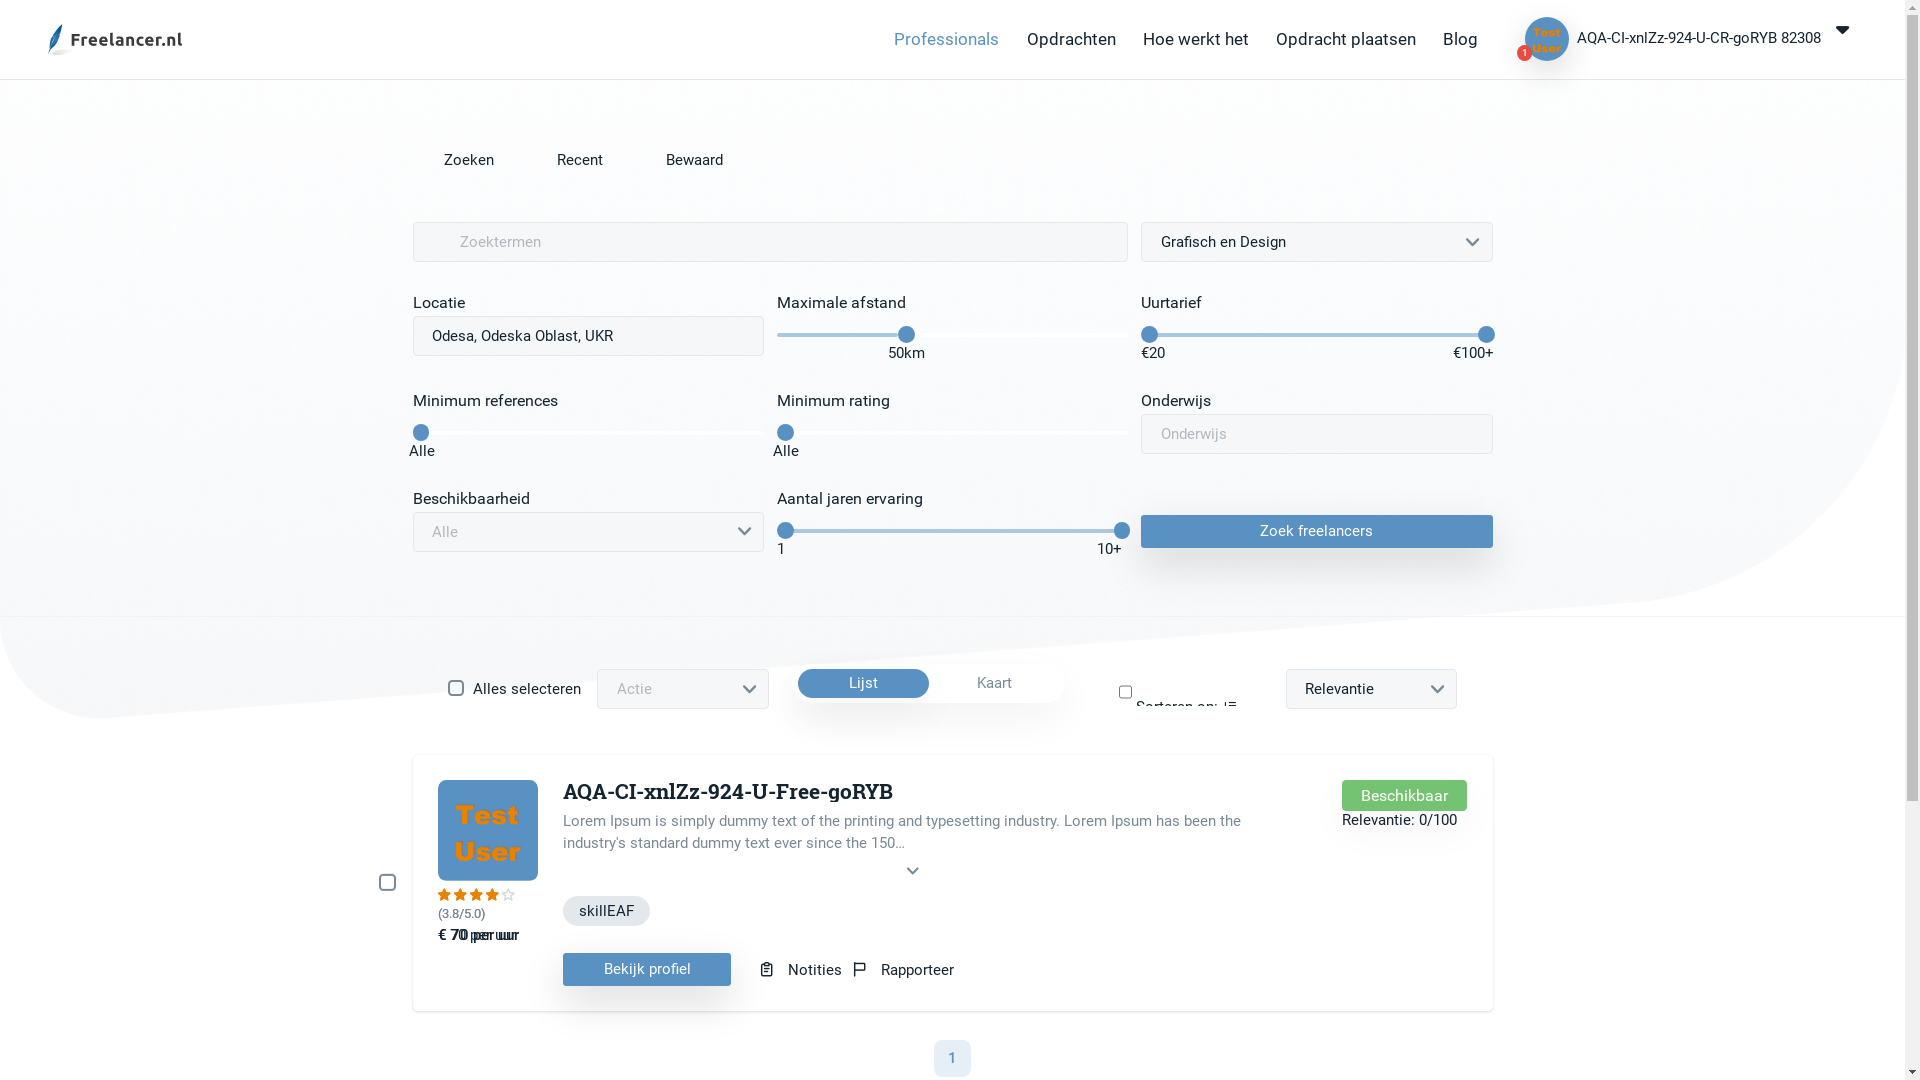 Freelancer.nl
Professionals
Opdrachten
Hoe werkt het
Opdracht plaatsen
Blog
Test User
1
AQA-CI-xnlZz-924-U-CR-goRYB 82308
Zoeken
Recent
Bewaard
Zoektermen
Grafisch en Design
Locatie
Maximale afstand
Uurtarief
Odesa, Odeska Oblast, UKR
50km
€20
€100+
Minimum references
Minimum rating
Onderwijs
Onderwijs
Alle
Alle
Beschikbaarheid
Aantal jaren ervaring
Alle
Zoek freelancers
1
10+
Alles selecteren
Actie
Lijst
Kaart
Sorteren op:
Relevantie
Test
User
AQA-CI-xnlZz-924-U-Free-goRYB
Beschikbaar
Relevantie: 0/100
Lorem Ipsum is simply dummy text of the printing and typesetting industry. Lorem Ipsum has been the
industry's standard dummy text ever since the 150...
(3.8/5.0)
skillEAF
€ 70 per uur
Bekijk profiel
Notities
Rapporteer
1